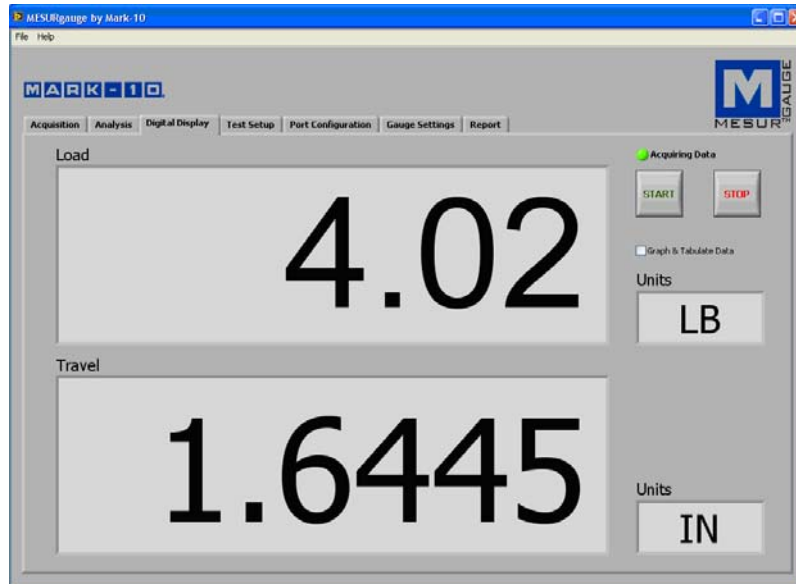 MESURgauge by Mark-10
File Help
MARK-10
M
MESUR GAUGE
Acquisition Analysis Digital Display Test Setup Port Configuration Gauge Settings Report
Load
4.02
Acquiring Data
START STOP
Graph & Tabulate Data
Units
LB
Travel
1.6445
Units
IN